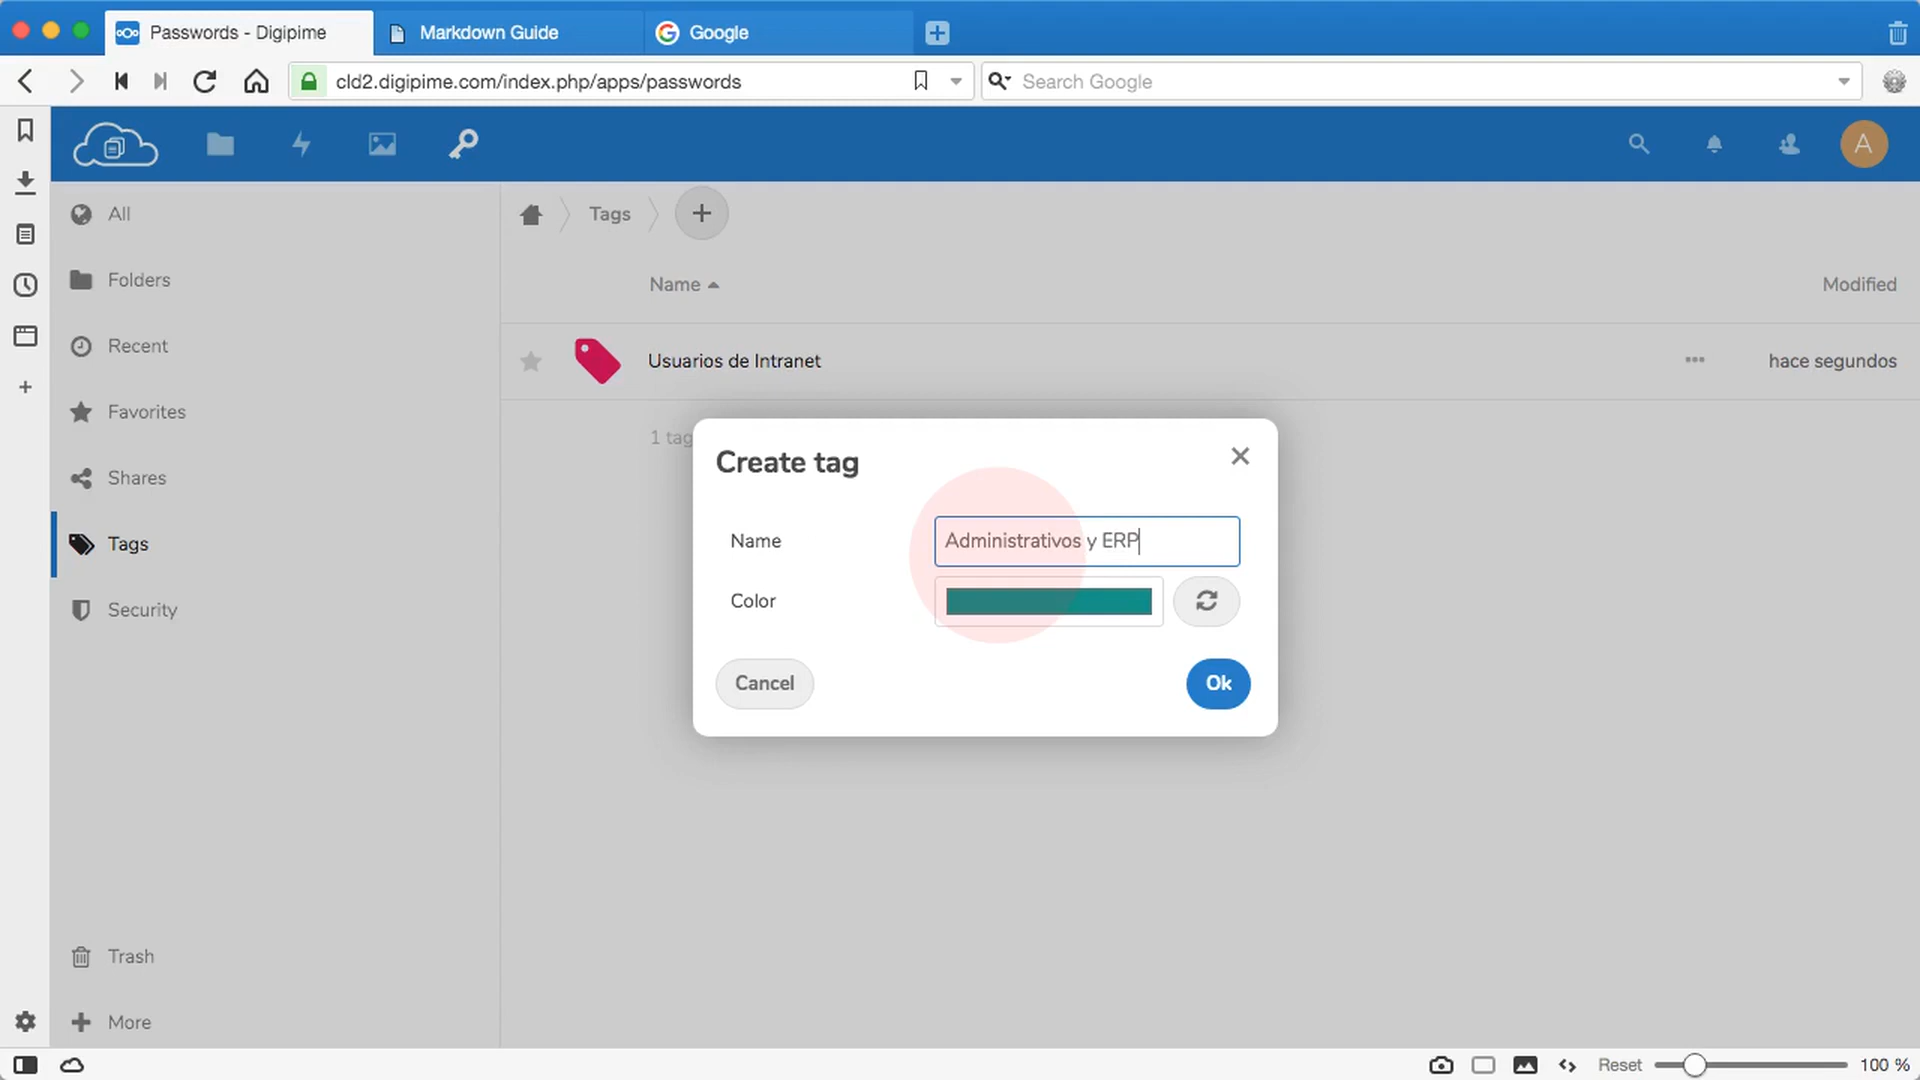 Passwords - Digipime
Markdown Guide
Google
cld2.digipime.com/index.php/apps/passwords
Search Google
A
All
Folders
Recent
Favorites
Shares
Tags
Security
Trash
More
Tags
Name
Modified
Usuarios de Intranet
hace segundos
1 tag
Create tag
Name
Administrativos y ERP
Color
Cancel
Ok
Reset
100 %